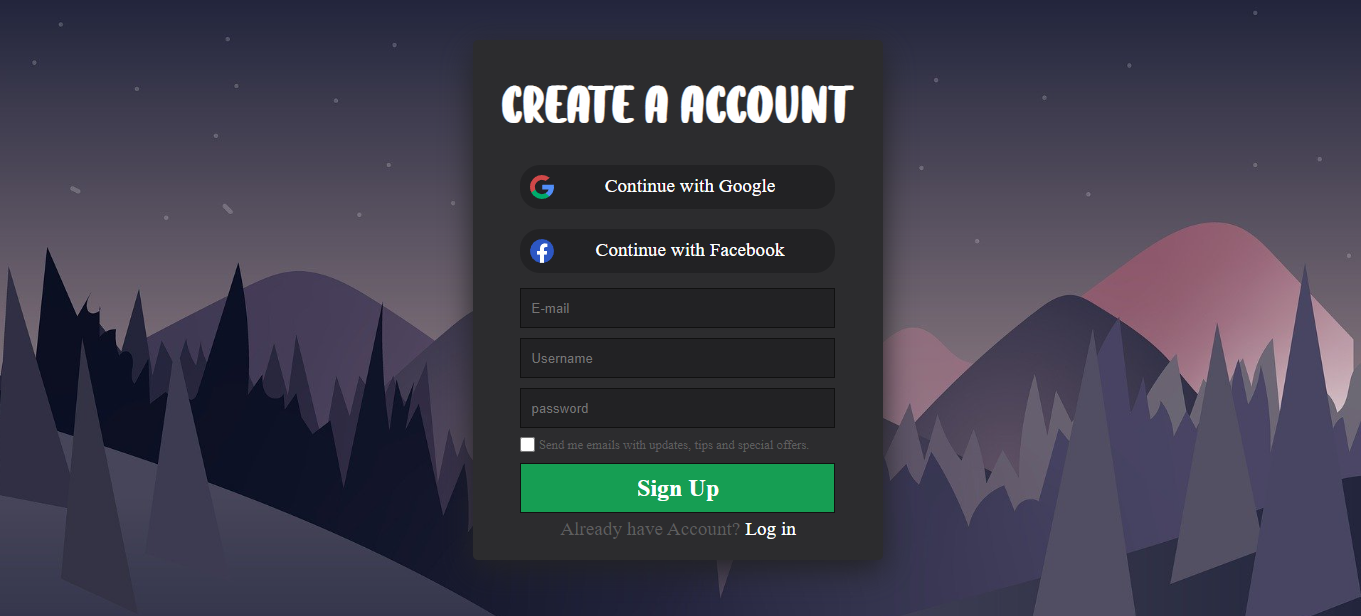 CREATE A ACCOUNT
Continue with Google
Continue with Facebook
E-mail
Username
password
Send me emails with updates, tips and special offers.
Sign Up
Already have Account? Log in